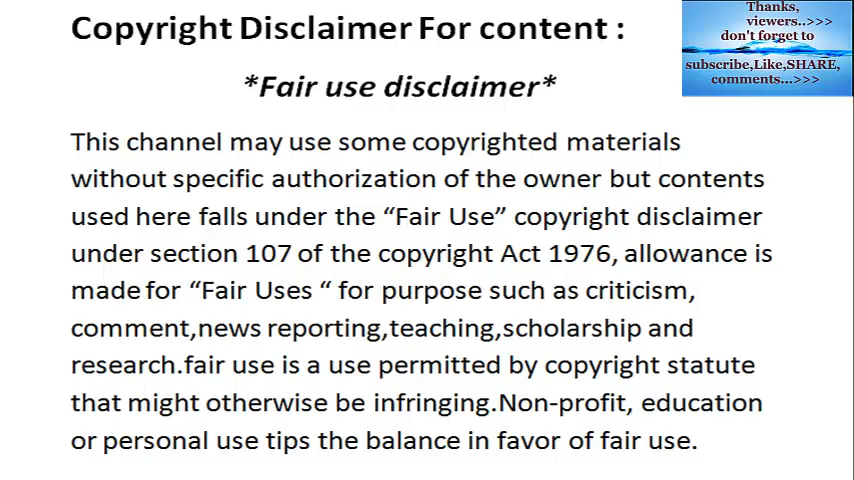 Copyright Disclaimer For content :
*Fair use disclaimer*
This channel may use some copyrighted materials
without specific authorization of the owner but contents
used here falls under the “Fair Use” copyright disclaimer
under section 107 of the copyright Act 1976, allowance is
made for “Fair Uses “ for purpose such as criticism,
comment,news reporting,teaching,scholarship and
research.fair use is a use permitted by copyright statute
that might otherwise be infringing.Non-profit, education
or personal use tips the balance in favor of fair use.
Thanks,
viewers..>>>
don't forget to
subscribe,Like,SHARE,
comments...>>>